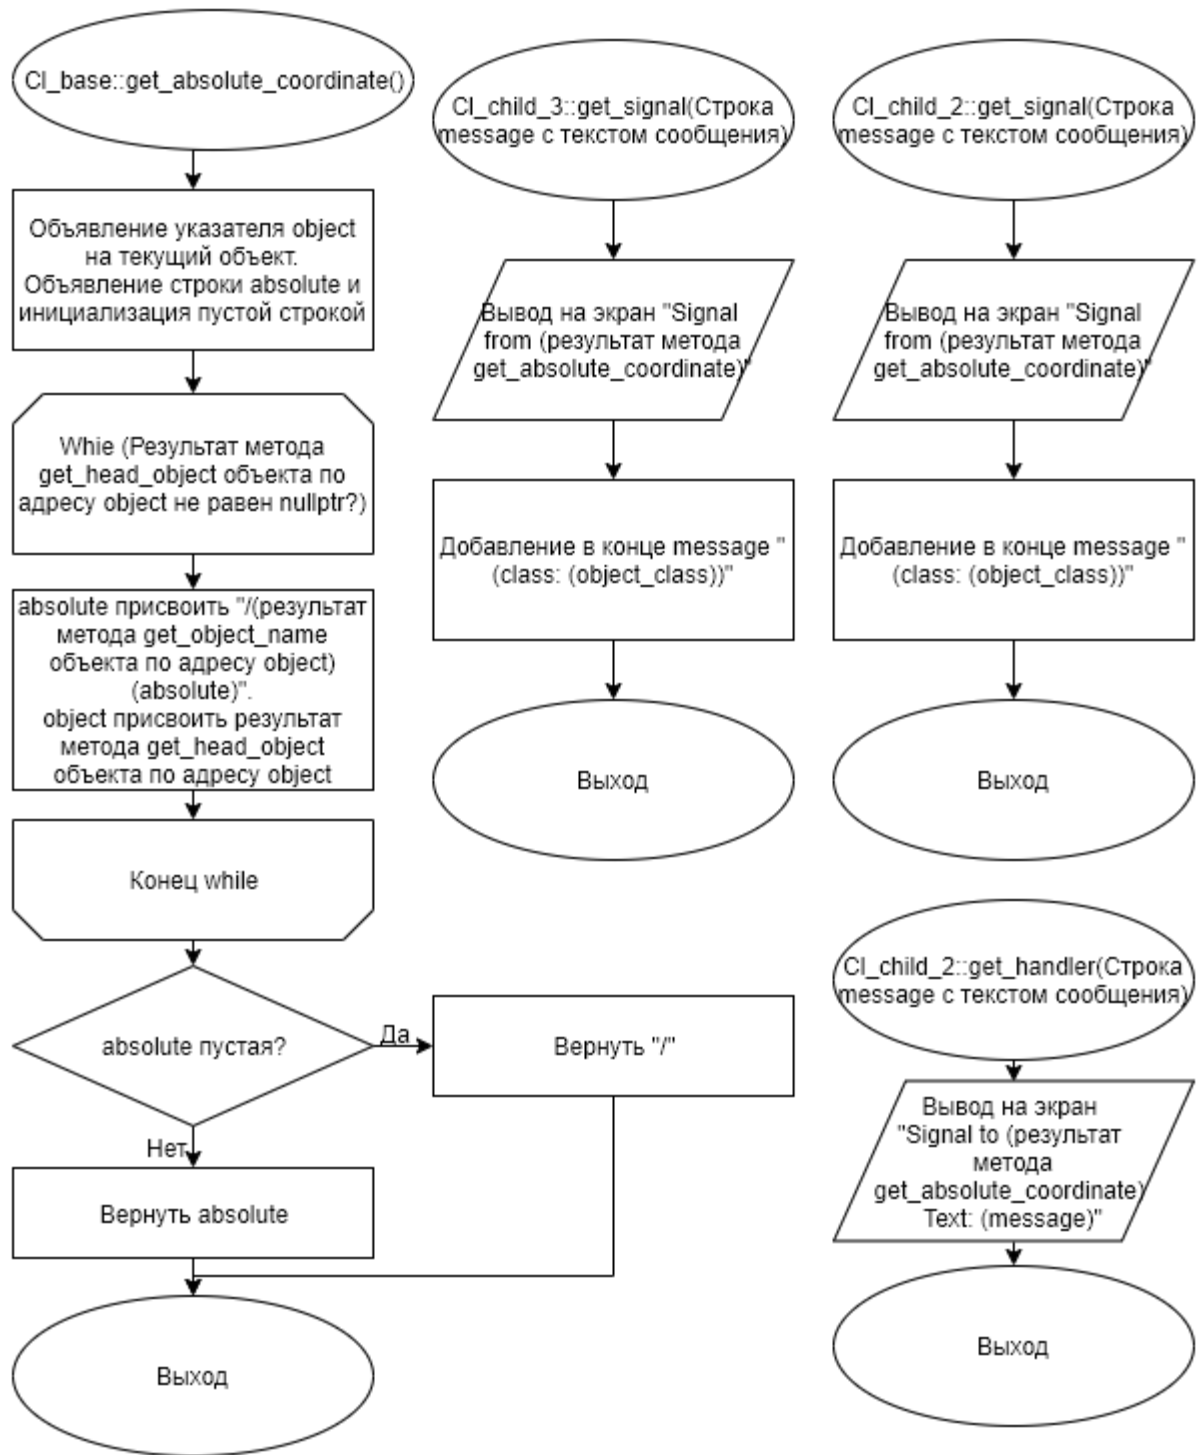 Cl_base::get_absolute_coordinate()
Объявление указателя object
на текущий объект.
Объявление строки absolute и
инициализация пустой строкой
Whie (Результат метода
get_head_object объекта по
адресу object не равен nullptr?)
absolute присвоить "/(результат
метода get_object_name
объекта по адресу object)
(absolute)".
object присвоить результат
метода get_head_object
объекта по адресу object
Конец while
absolute пустая?
Да
Вернуть "/"
Нет
Вернуть absolute
Выход
Cl_child_3::get_signal(Строка
message с текстом сообщения)
Вывод на экран "Signal
from (результат метода
get_absolute_coordinate)"
Добавление в конце message "
(class: (object_class))"
Выход
Cl_child_2::get_signal(Строка
message с текстом сообщения)
Вывод на экран "Signal
from (результат метода
get_absolute_coordinate)"
Добавление в конце message "
(class: (object_class))"
Выход
Cl_child_2::get_handler(Строка
message с текстом сообщения)
Вывод на экран
"Signal to (результат
метода
get_absolute_coordinate)
Text: (message)"
Выход